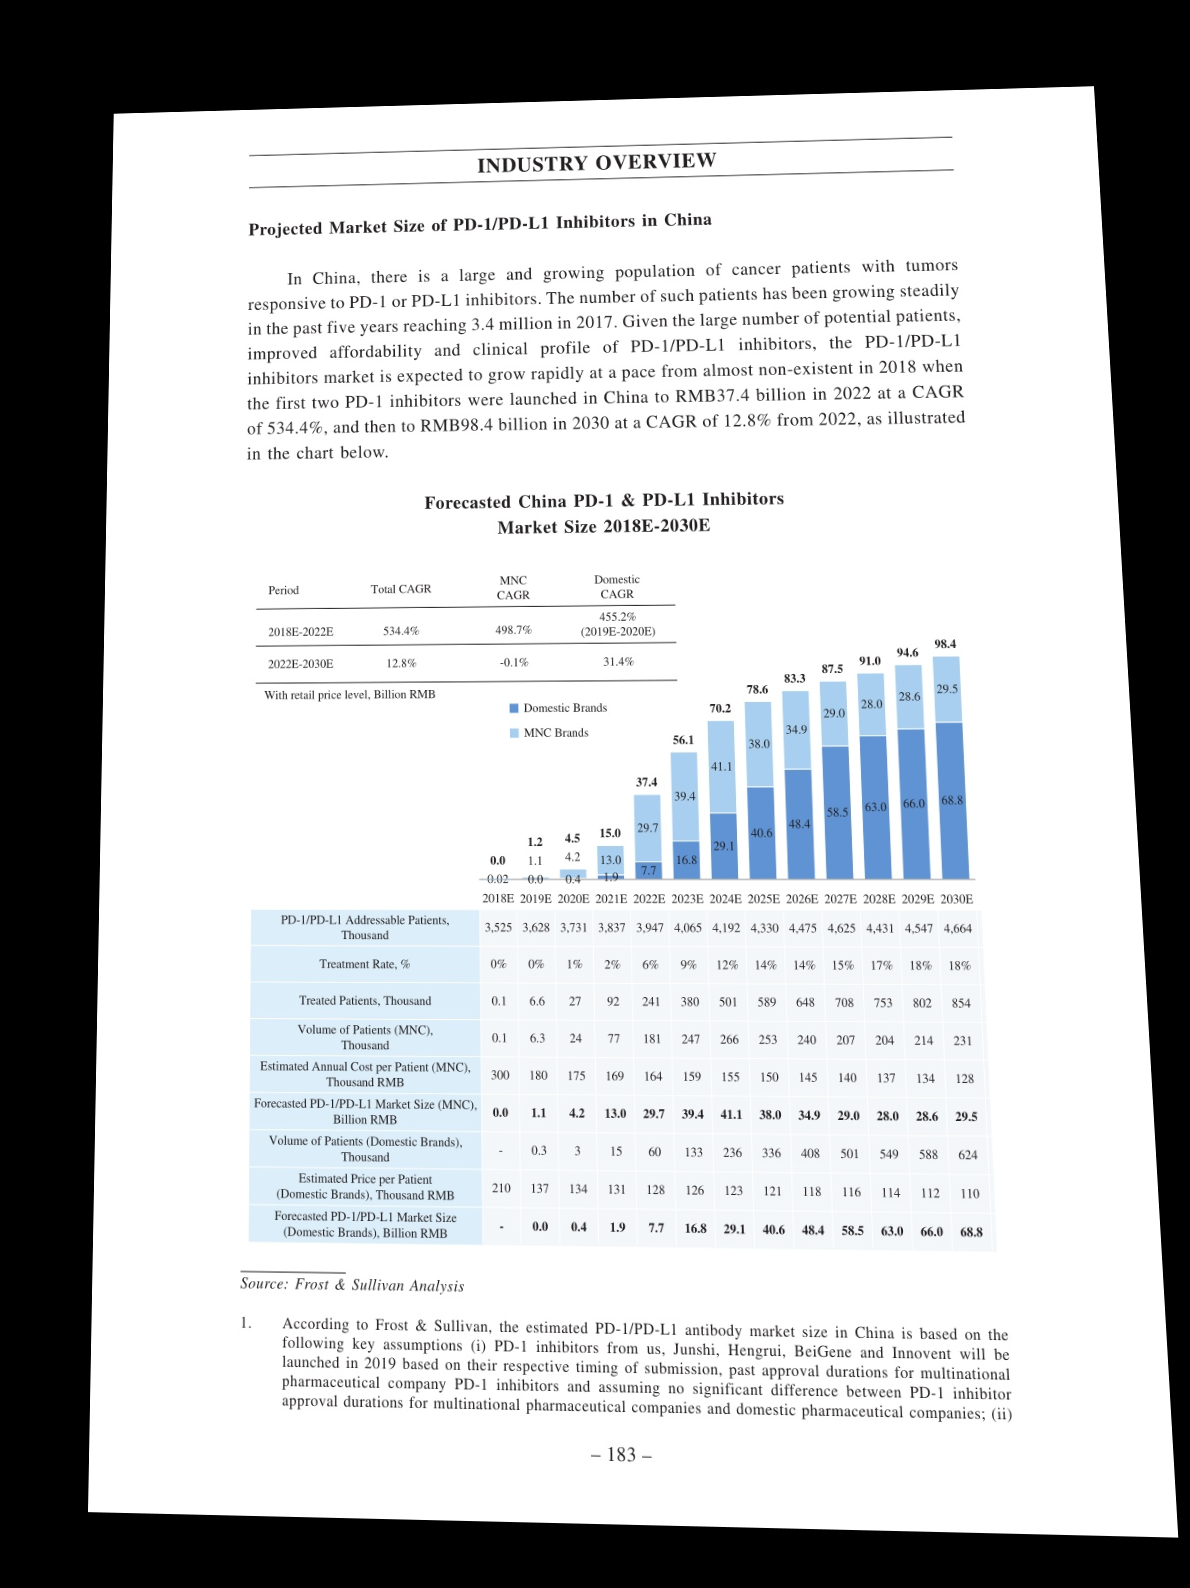 INDUSTRY OVERVIEW
Projected Market Size of PD-1/PD-L1 Inhibitors in China
In China, there is a large and growing population of cancer patients with tumors
responsive to PD-1 or PD-L1 inhibitors. The number of such patients has been growing steadily
in the past five years reaching 3.4 million in 2017. Given the large number of potential patients,
improved affordability and clinical profile of PD-1/PD-L1 inhibitors, the PD-1/PD-L1
inhibitors market is expected to grow rapidly at a pace from almost non-existent in 2018 when
the first two PD-1 inhibitors were launched in China to RMB37.4 billion in 2022 at a CAGR
of 534.4%, and then to RMB98.4 billion in 2030 at a CAGR of 12.8% from 2022, as illustrated
in the chart below.
Forecasted China PD-1 & PD-L1 Inhibitors
Market Size 2018E-2030E
Period Total CAGR MNC CAGR Domestic CAGR
2018E-2022E 534.4% 498.7% 455.2% (2019E-2020E)
2022E-2030E 12.8% -0.1% 31.4%
With retail price level, Billion RMB
Domestic Brands
MNC Brands
0.0 1.2 4.5 15.0 37.4 56.1 70.2 78.6 83.3 87.5 91.0 94.6 98.4
1.1 4.2 13.0 29.7 39.4 41.1 38.0 34.9 29.0 28.0 28.6 29.5
0.02 0.0 0.4 1.9 7.7 16.8 29.1 40.6 48.4 58.5 63.0 66.0 68.8
2018E 2019E 2020E 2021E 2022E 2023E 2024E 2025E 2026E 2027E 2028E 2029E 2030E
PD-1/PD-L1 Addressable Patients,
Thousand
3,525 3,628 3,731 3,837 3,947 4,065 4,192 4,330 4,475 4,625 4,431 4,547 4,664
Treatment Rate, % 0% 0% 1% 2% 6% 9% 12% 14% 14% 15% 17% 18% 18%
Treated Patients, Thousand 0.1 6.6 27 92 241 380 501 589 648 708 753 802 854
Volume of Patients (MNC),
Thousand
0.1 6.3 24 77 181 247 266 253 240 207 204 214 231
Estimated Annual Cost per Patient (MNC),
Thousand RMB
300 180 175 169 164 159 155 150 145 140 137 134 128
Forecasted PD-1/PD-L1 Market Size (MNC),
Billion RMB
0.0 1.1 4.2 13.0 29.7 39.4 41.1 38.0 34.9 29.0 28.0 28.6 29.5
Volume of Patients (Domestic Brands),
Thousand
- 0.3 3 15 60 133 236 336 408 501 549 588 624
Estimated Price per Patient
(Domestic Brands), Thousand RMB
210 137 134 131 128 126 123 121 118 116 114 112 110
Forecasted PD-1/PD-L1 Market Size
(Domestic Brands), Billion RMB
- 0.0 0.4 1.9 7.7 16.8 29.1 40.6 48.4 58.5 63.0 66.0 68.8
Source: Frost & Sullivan Analysis
1. According to Frost & Sullivan, the estimated PD-1/PD-L1 antibody market size in China is based on the
following key assumptions (i) PD-1 inhibitors from us, Junshi, Hengrui, BeiGene and Innovent will be
launched in 2019 based on their respective timing of submission, past approval durations for multinational
pharmaceutical company PD-1 inhibitors and assuming no significant difference between PD-1 inhibitor
approval durations for multinational pharmaceutical companies and domestic pharmaceutical companies; (ii)
– 183 –